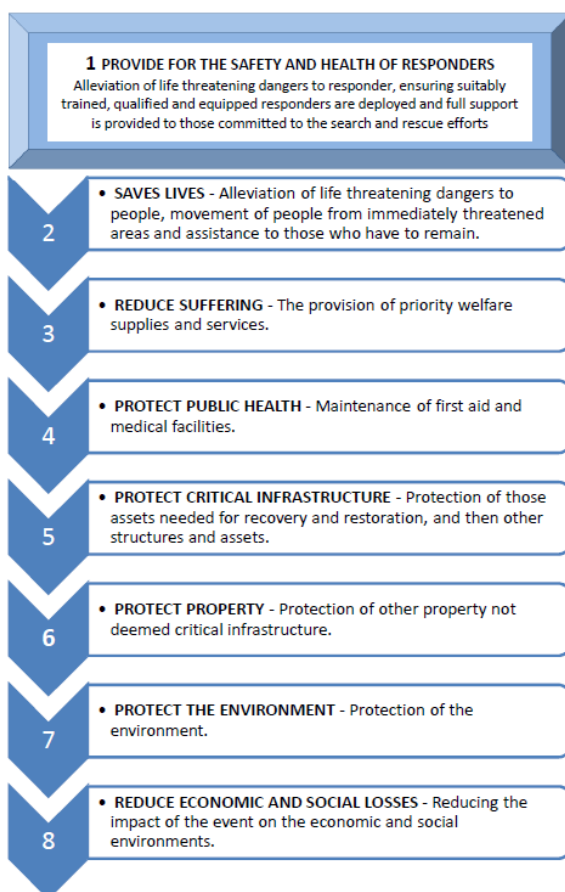 1 PROVIDE FOR THE SAFETY AND HEALTH OF RESPONDERS
Alleviation of life threatening dangers to responder, ensuring suitably
trained, qualified and equipped responders are deployed and full support
is provided to those committed to the search and rescue efforts
2
• SAVES LIVES - Alleviation of life threatening dangers to
people, movement of people from immediately threatened
areas and assistance to those who have to remain.
3
• REDUCE SUFFERING - The provision of priority welfare
supplies and services.
4
• PROTECT PUBLIC HEALTH - Maintenance of first aid and
medical facilities.
5
• PROTECT CRITICAL INFRASTRUCTURE - Protection of those
assets needed for recovery and restoration, and then other
structures and assets.
6
• PROTECT PROPERTY - Protection of other property not
deemed critical infrastructure.
7
• PROTECT THE ENVIRONMENT - Protection of the
environment.
8
• REDUCE ECONOMIC AND SOCIAL LOSSES - Reducing the
impact of the event on the economic and social
environments.